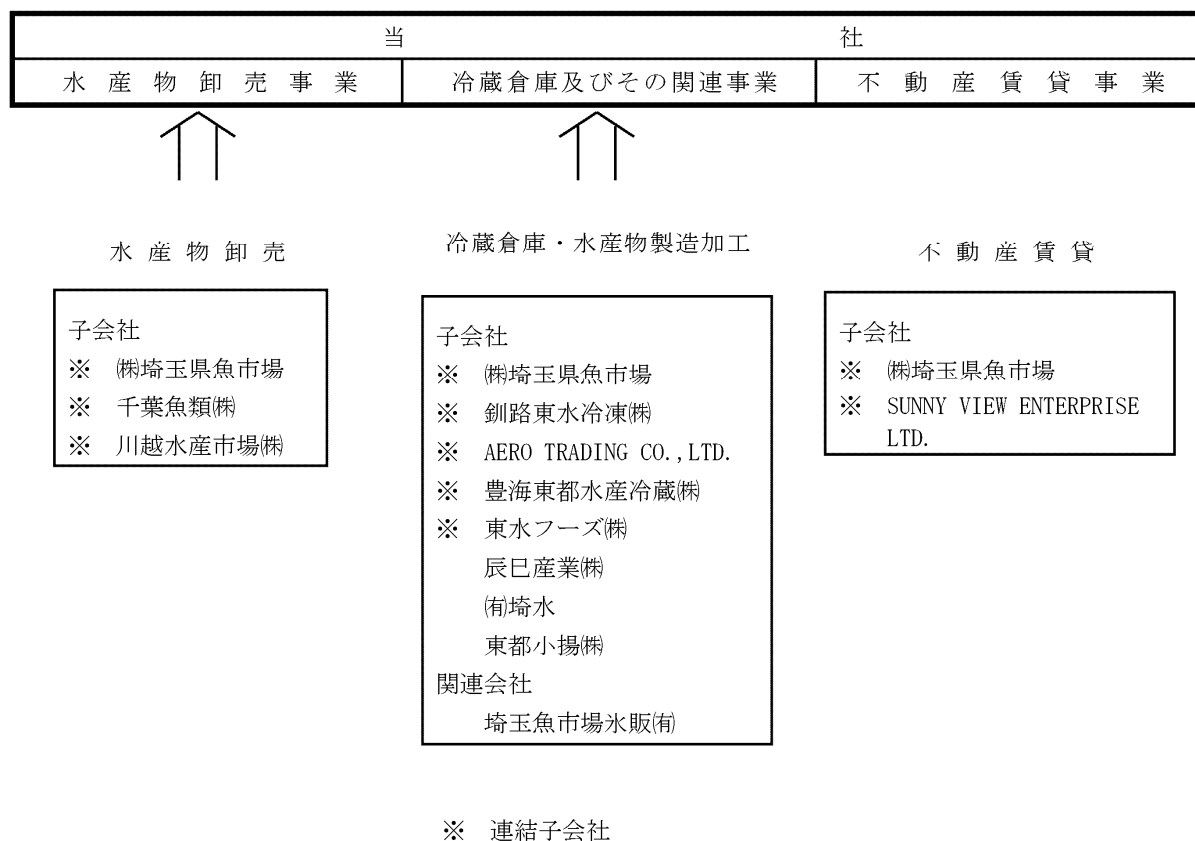 当社
水産物卸売事業
冷蔵倉庫及びその関連事業
不動産賃貸事業
水産物卸売
子会社
※ ㈱埼玉県魚市場
※ 千葉魚類㈱
※ 川越水産市場㈱
冷蔵倉庫・水産物製造加工
子会社
※ ㈱埼玉県魚市場
※ 釧路東水冷凍㈱
※ AERO TRADING CO.,LTD.
※ 豊海東都水産冷蔵㈱
※ 東水フーズ㈱
辰巳産業㈱
㈲埼水
東都小揚㈱
関連会社
埼玉魚市場氷販㈲
不動産賃貸
子会社
※ ㈱埼玉県魚市場
※ SUNNY VIEW ENTERPRISE
LTD.
※ 連結子会社